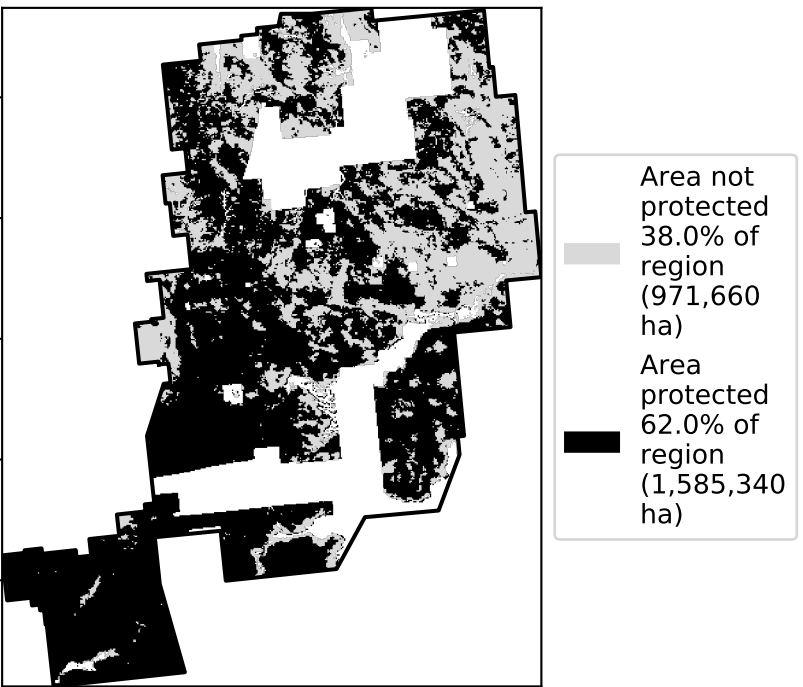 Area not
protected
38.0% of
region
(971,660
ha)
Area
protected
62.0% of
region
(1,585,340
ha)